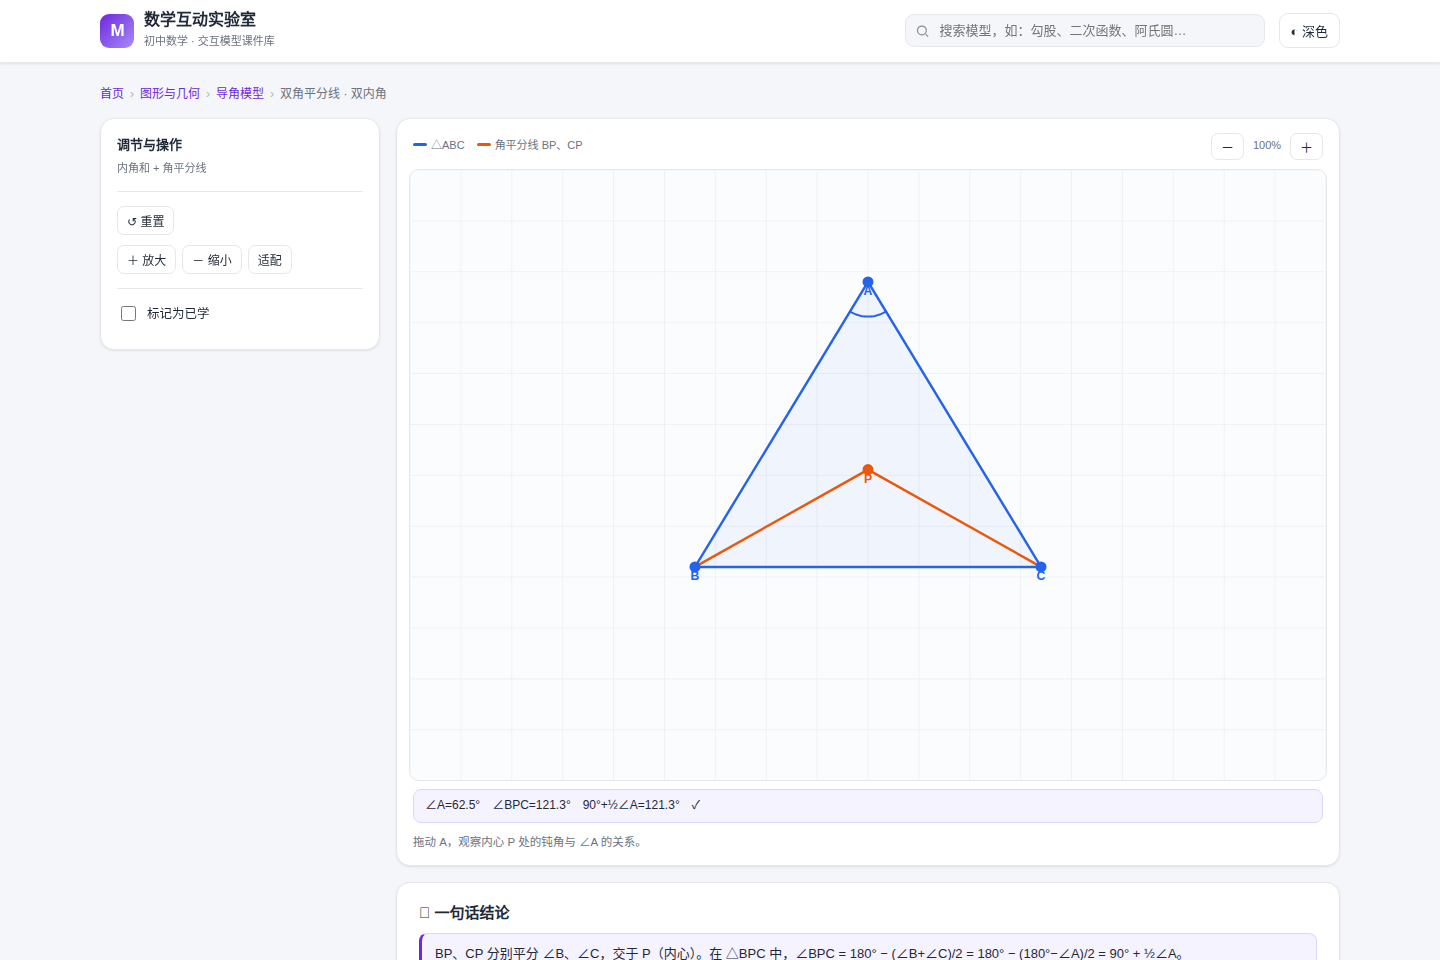 M
数学互动实验室
初中数学 · 交互模型课件库
搜索模型，如：勾股、二次函数、阿氏圆…
深色
首页 › 图形与几何 › 导角模型 › 双角平分线 · 双内角
调节与操作
内角和 + 角平分线
↺ 重置
＋ 放大
－ 缩小
适配
标记为已学
△ABC
角平分线 BP、CP
－ 100% ＋
A
P
B
C
∠A=62.5° ∠BPC=121.3° 90°+½∠A=121.3° ✓
拖动 A，观察内心 P 处的钝角与 ∠A 的关系。
一句话结论
BP、CP 分别平分 ∠B、∠C，交于 P（内心）。在 △BPC 中，∠BPC = 180° − (∠B+∠C)/2 = 180° − (180°−∠A)/2 = 90° + ½∠A。